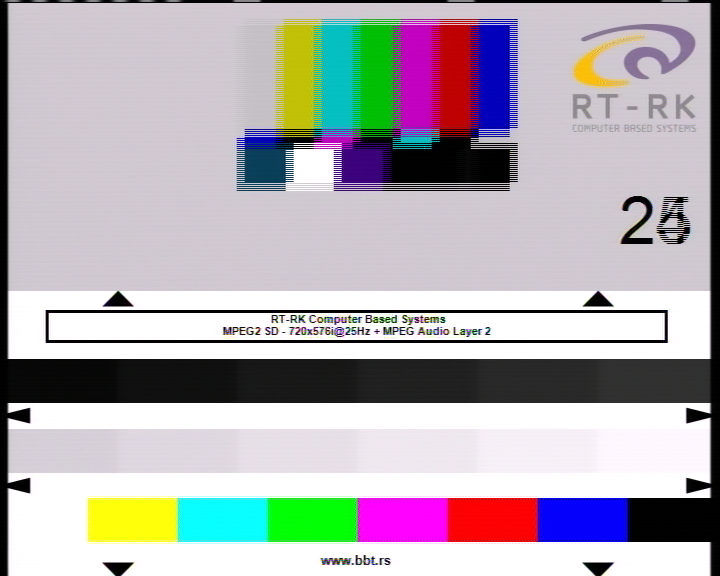 RT-RK
COMPUTER BASED SYSTEMS
RT-RK Computer Based Systems
MPEG2 SD - 720x576i@25Hz + MPEG Audio Layer 2
www.bbt.rs